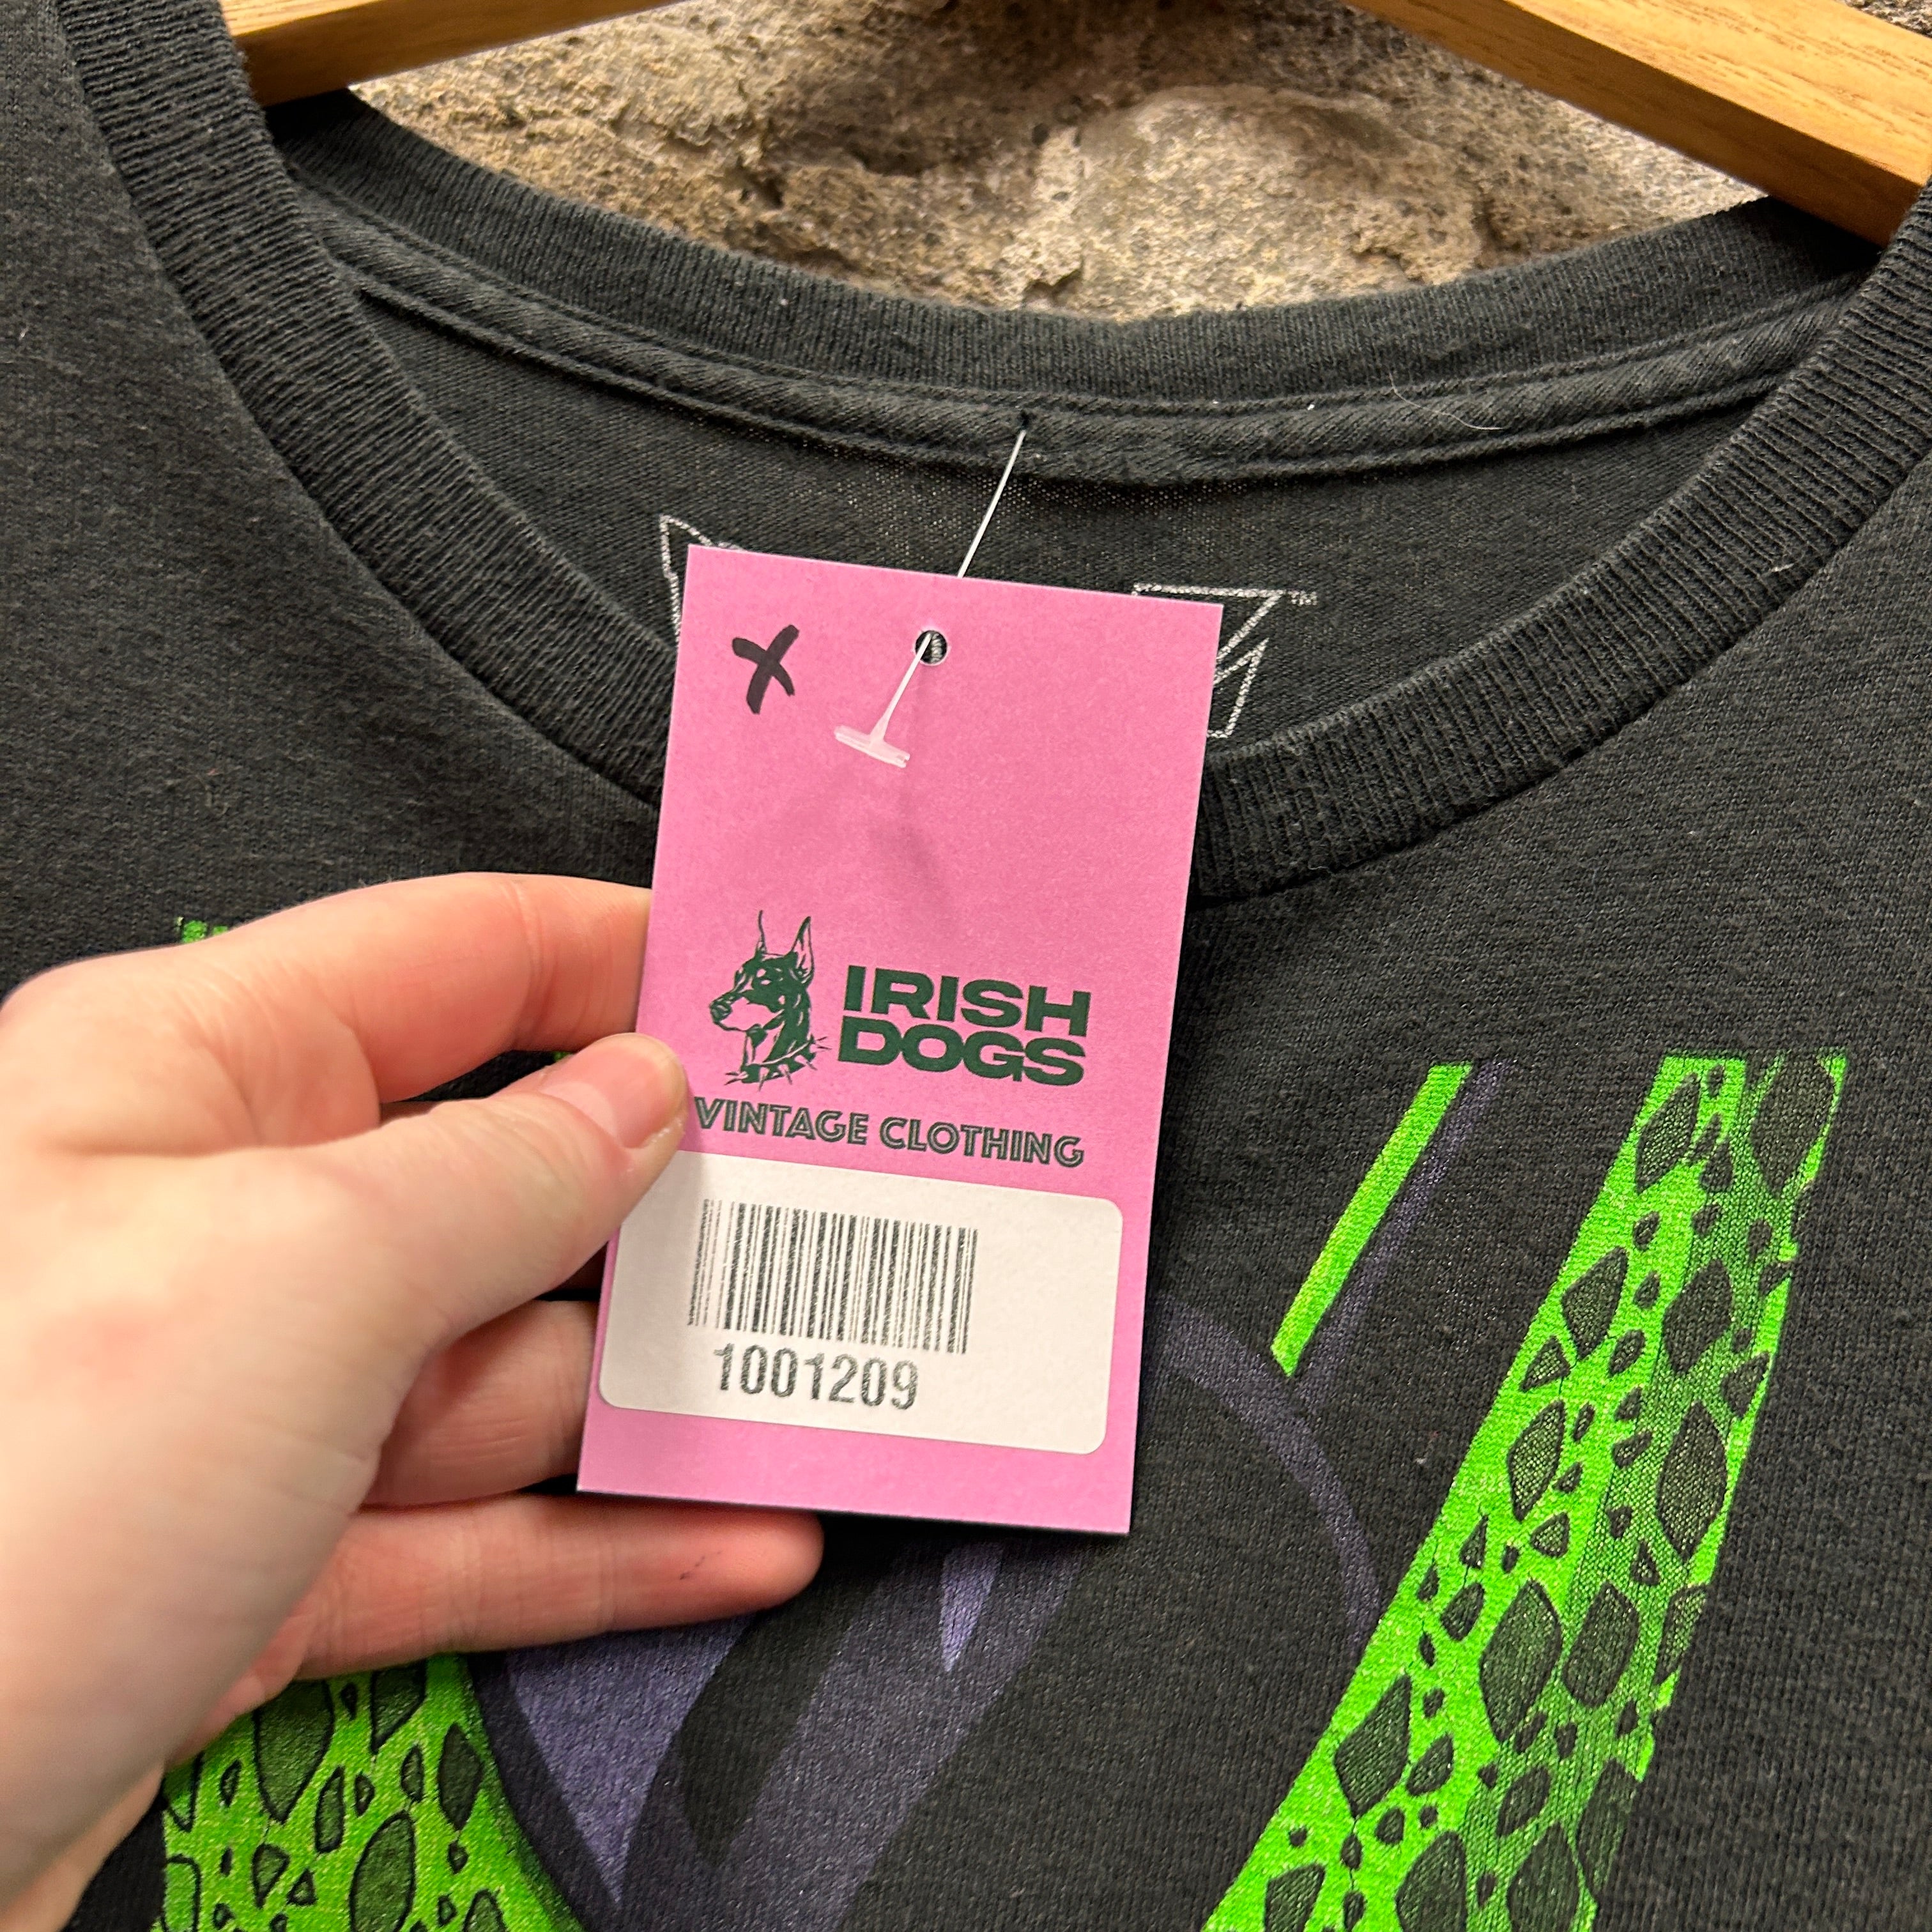 X
IRISH
DOGS
VINTAGE CLOTHING
1001209